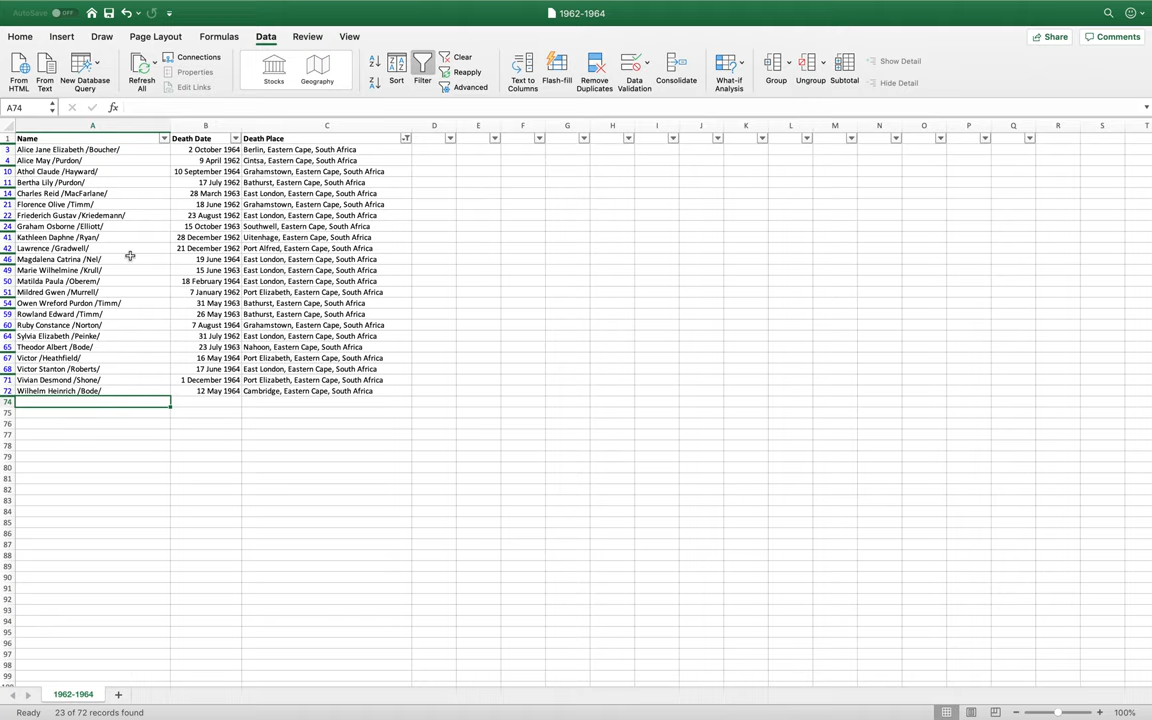 AutoSave OFF 1962-1964
Home Insert Draw Page Layout Formulas Data Review View Share Comments
From HTML From Text New Database Query Refresh All Connections Properties Edit Links Stocks Geography Sort Filter Clear Reapply Advanced Text to Columns Flash-fill Remove Duplicates Data Validation Consolidate What-if Analysis Group Ungroup Subtotal Show Detail Hide Detail
A74 fx
A B C D E F G H I J K L M N O P Q R S T
1 Name Death Date Death Place
3 Alice Jane Elizabeth /Boucher/ 2 October 1964 Berlin, Eastern Cape, South Africa
4 Alice May /Purdon/ 9 April 1962 Cintsa, Eastern Cape, South Africa
10 Athol Claude /Hayward/ 10 September 1964 Grahamstown, Eastern Cape, South Africa
11 Bertha Lily /Purdon/ 17 July 1962 Bathurst, Eastern Cape, South Africa
14 Charles Reid /MacFarlane/ 28 March 1963 East London, Eastern Cape, South Africa
21 Florence Olive /Timm/ 18 June 1962 Grahamstown, Eastern Cape, South Africa
22 Friederich Gustav /Kriedemann/ 23 August 1962 East London, Eastern Cape, South Africa
24 Graham Osborne /Elliott/ 15 October 1963 Southwell, Eastern Cape, South Africa
41 Kathleen Daphne /Ryan/ 28 December 1962 Uitenhage, Eastern Cape, South Africa
42 Lawrence /Gradwell/ 21 December 1962 Port Alfred, Eastern Cape, South Africa
46 Magdalena Catrina /Nel/ 19 June 1964 East London, Eastern Cape, South Africa
49 Marie Wilhelmine /Krull/ 15 June 1963 East London, Eastern Cape, South Africa
50 Matilda Paula /Oberem/ 18 February 1964 East London, Eastern Cape, South Africa
51 Mildred Gwen /Murrell/ 7 January 1962 Port Elizabeth, Eastern Cape, South Africa
54 Owen Wreford Purdon /Timm/ 31 May 1963 Bathurst, Eastern Cape, South Africa
59 Rowland Edward /Timm/ 26 May 1963 Bathurst, Eastern Cape, South Africa
60 Ruby Constance /Norton/ 7 August 1964 Grahamstown, Eastern Cape, South Africa
64 Sylvia Elizabeth /Peinke/ 31 July 1962 East London, Eastern Cape, South Africa
65 Theodor Albert /Bode/ 23 July 1963 Nahoon, Eastern Cape, South Africa
67 Victor /Heathfield/ 16 May 1964 Port Elizabeth, Eastern Cape, South Africa
68 Victor Stanton /Roberts/ 17 June 1964 East London, Eastern Cape, South Africa
71 Vivian Desmond /Shone/ 1 December 1964 Port Elizabeth, Eastern Cape, South Africa
72 Wilhelm Heinrich /Bode/ 12 May 1964 Cambridge, Eastern Cape, South Africa
74
75
76
77
78
79
80
81
82
83
84
85
86
87
88
89
90
91
92
93
94
95
96
97
98
99
1962-1964
Ready 23 of 72 records found 100%